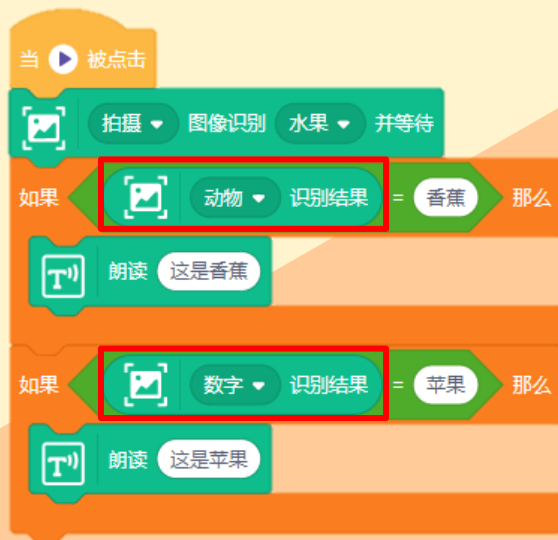 当 被点击
拍摄 图像识别 水果 并等待
如果 动物 识别结果 = 香蕉 那么
T 朗读 这是香蕉
如果 数字 识别结果 = 苹果 那么
T 朗读 这是苹果